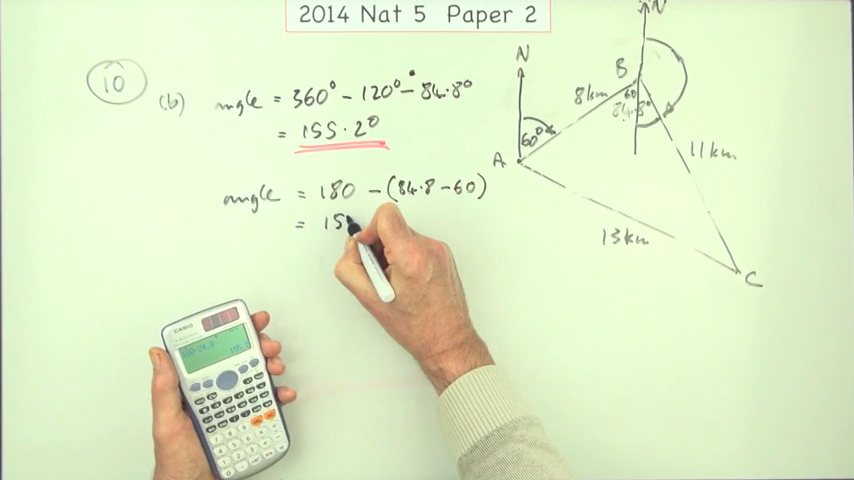 2014 Nat 5 Paper 2
10
(b) angle = 360° - 120° - 84.8°
= 155.2°
angle = 180 - (84.8 - 60)
= 15
N
N
B
8km
60
84.8°
60°
A
11km
13km
C
CASIO